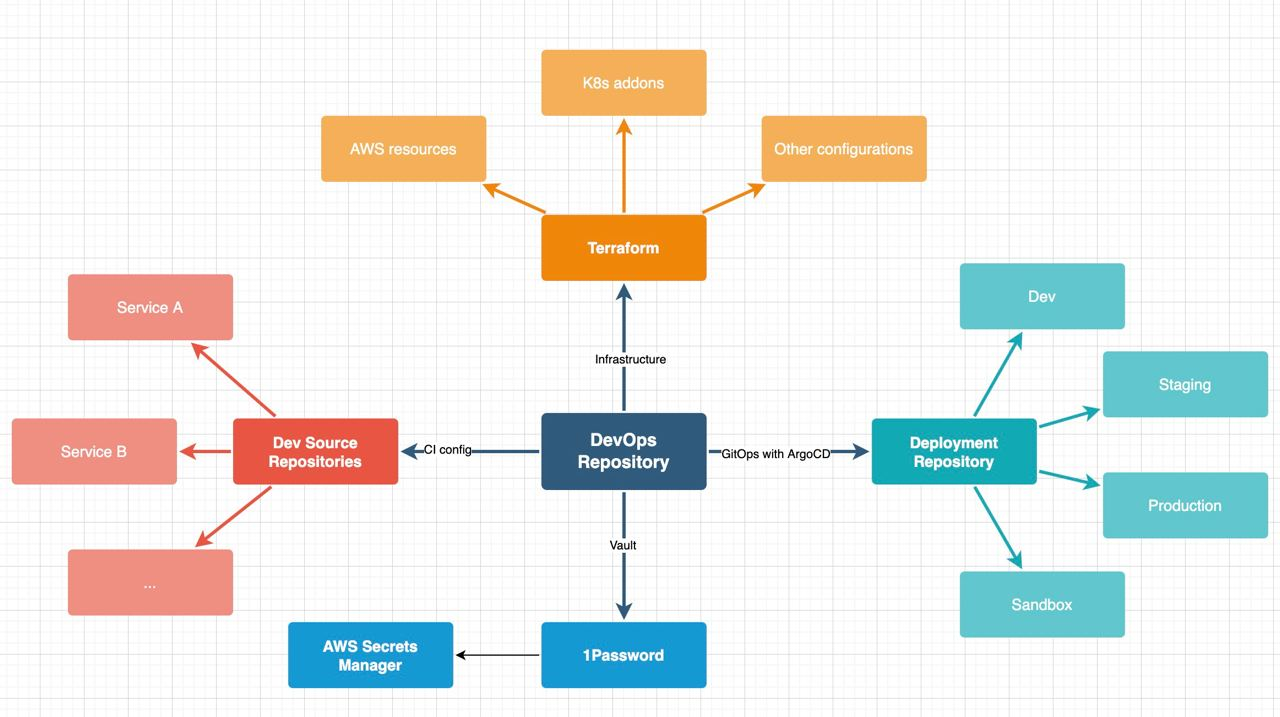 K8s addons
AWS resources
Other configurations
Terraform
Dev
Service A
Infrastructure
Staging
DevOps
Repository
Dev Source
Repositories
Deployment
Repository
Service B
CI config
GitOps with ArgoCD
Production
Vault
...
Sandbox
AWS Secrets
Manager
1Password